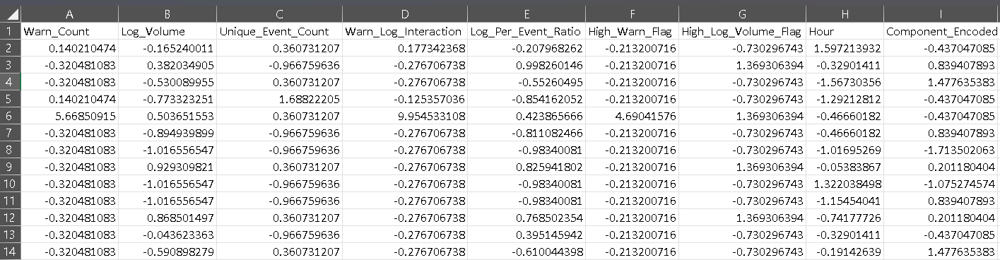 A B C D E F G H I
1 Warn_Count Log_Volume Unique_Event_Count Warn_Log_Interaction Log_Per_Event_Ratio High_Warn_Flag High_Log_Volume_Flag Hour Component_Encoded
2 0.140210474 -0.165240011 0.360731207 0.177342368 -0.207968262 -0.213200716 -0.730296743 1.597213932 -0.437047085
3 -0.320481083 0.382034905 -0.966759636 -0.276706738 0.998260146 -0.213200716 1.369306394 -0.32901411 0.839407893
4 -0.320481083 -0.530089955 0.360731207 -0.276706738 -0.55260495 -0.213200716 -0.730296743 -1.56730356 1.477635383
5 0.140210474 -0.773323251 1.68822205 -0.125357036 -0.854162052 -0.213200716 -0.730296743 -1.29212812 -0.437047085
6 5.66850915 0.503651553 0.360731207 9.954533108 0.423865666 4.69041576 1.369306394 -0.46660182 -0.437047085
7 -0.320481083 -0.894939899 -0.966759636 -0.276706738 -0.811082466 -0.213200716 -0.730296743 -0.46660182 0.839407893
8 -0.320481083 -1.016556547 -0.966759636 -0.276706738 -0.98340081 -0.213200716 -0.730296743 -1.01695269 -1.713502063
9 -0.320481083 0.929309821 0.360731207 -0.276706738 0.825941802 -0.213200716 1.369306394 -0.05383867 0.201180404
10 -0.320481083 -1.016556547 -0.966759636 -0.276706738 -0.98340081 -0.213200716 -0.730296743 1.322038498 -1.075274574
11 -0.320481083 -1.016556547 -0.966759636 -0.276706738 -0.98340081 -0.213200716 -0.730296743 -1.15454041 0.839407893
12 -0.320481083 0.868501497 0.360731207 -0.276706738 0.768502354 -0.213200716 1.369306394 -0.74177726 0.201180404
13 -0.320481083 -0.043623363 -0.966759636 -0.276706738 0.395145942 -0.213200716 -0.730296743 -0.32901411 -0.437047085
14 -0.320481083 -0.590898279 0.360731207 -0.276706738 -0.610044398 -0.213200716 -0.730296743 -0.19142639 1.477635383